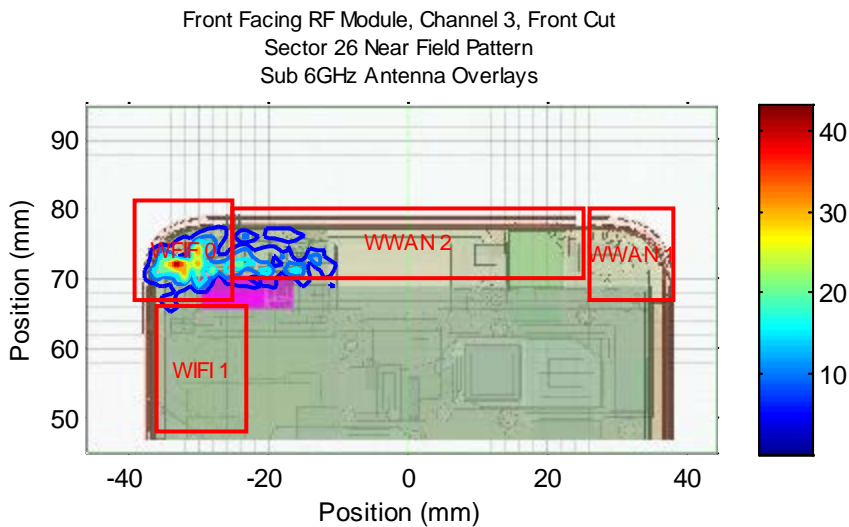 Front Facing RF Module, Channel 3, Front Cut
Sector 26 Near Field Pattern
Sub 6GHz Antenna Overlays
90
80
70
60
50
Position (mm)
WIFI 0
WWAN 2
WWAN 1
WIFI 1
40
30
20
10
-40
-20
0
20
40
Position (mm)